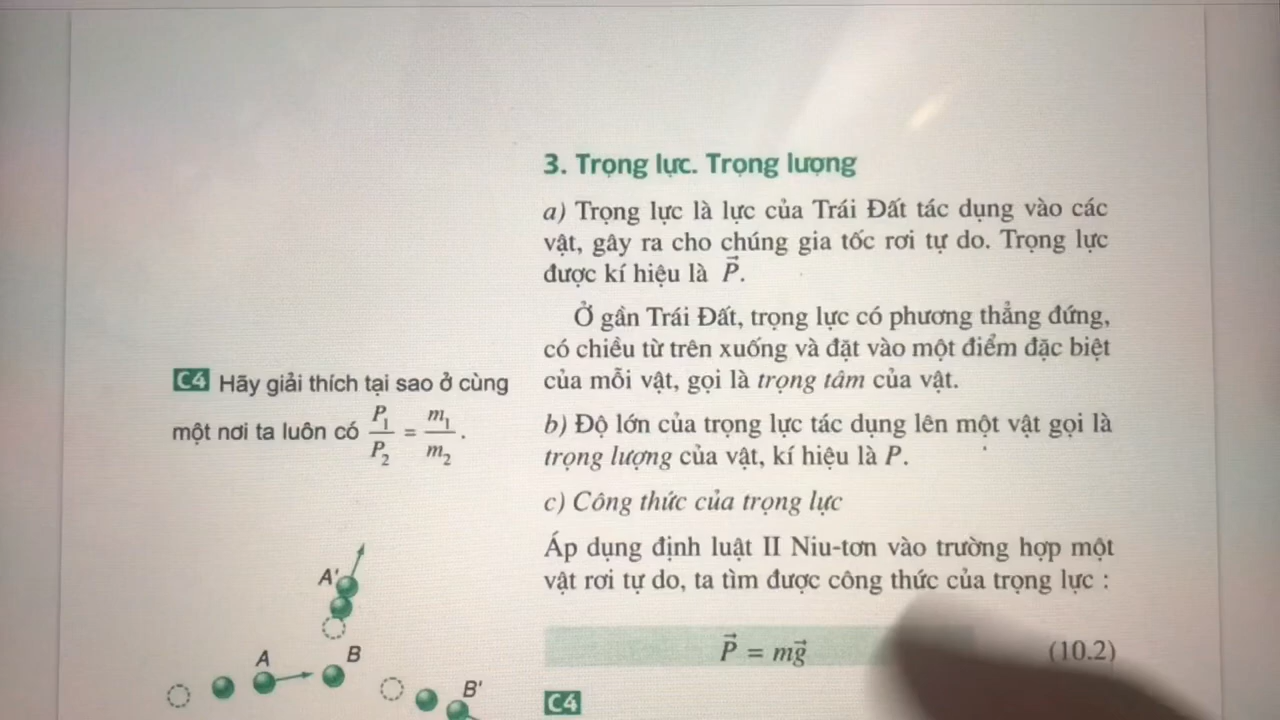 3. Trọng lực. Trọng lượng
a) Trọng lực là lực của Trái Đất tác dụng vào các
vật, gây ra cho chúng gia tốc rơi tự do. Trọng lực
được kí hiệu là P⃗.
Ở gần Trái Đất, trọng lực có phương thẳng đứng,
có chiều từ trên xuống và đặt vào một điểm đặc biệt
của mỗi vật, gọi là trọng tâm của vật.
b) Độ lớn của trọng lực tác dụng lên một vật gọi là
trọng lượng của vật, kí hiệu là P.
c) Công thức của trọng lực
Áp dụng định luật II Niu-tơn vào trường hợp một
vật rơi tự do, ta tìm được công thức của trọng lực :
P⃗ = mg⃗ (10.2)
C4
C4 Hãy giải thích tại sao ở cùng
một nơi ta luôn có P₁/P₂ = m₁/m₂ .
A'
A B
B'